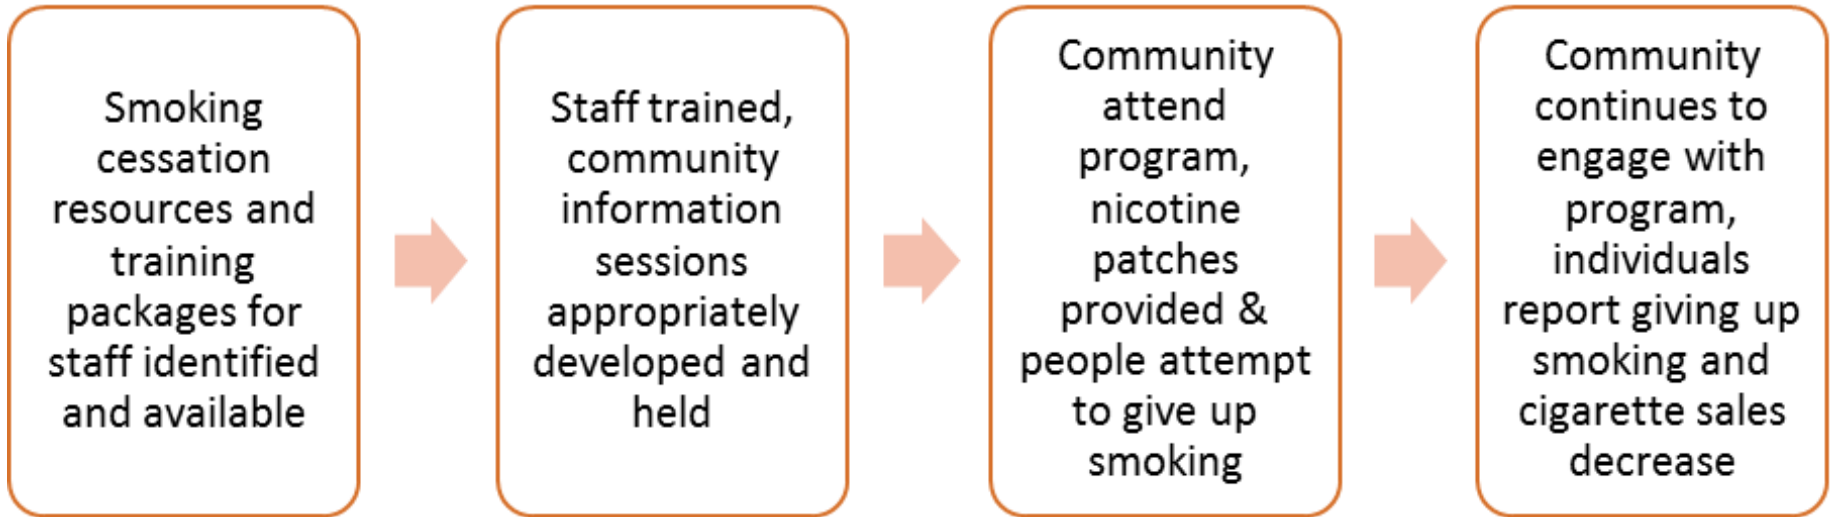 Smoking
cessation
resources and
training
packages for
staff identified
and available
Staff trained,
community
information
sessions
appropriately
developed and
held
Community
attend
program,
nicotine
patches
provided &
people attempt
to give up
smoking
Community
continues to
engage with
program,
individuals
report giving up
smoking and
cigarette sales
decrease